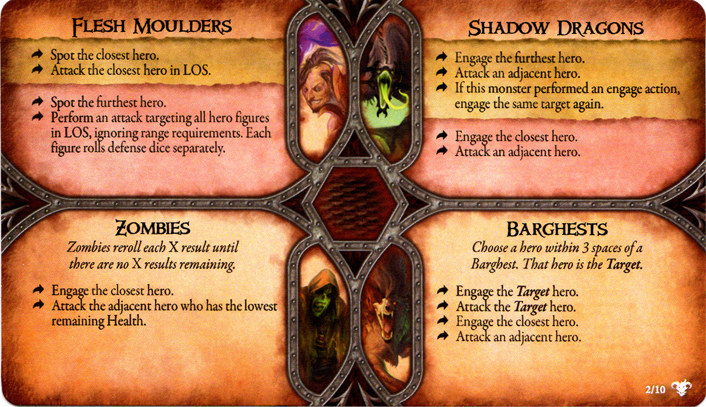 FLESH MOULDERS
Spot the closest hero.
Attack the closest hero in LOS.
Spot the furthest hero.
Perform an attack targeting all hero figures
in LOS, ignoring range requirements. Each
figure rolls defense dice separately.
SHADOW DRAGONS
Engage the furthest hero.
Attack an adjacent hero.
If this monster performed an engage action,
engage the same target again.
Engage the closest hero.
Attack an adjacent hero.
ZOMBIES
Zombies reroll each X result until
there are no X results remaining.
Engage the closest hero.
Attack the adjacent hero who has the lowest
remaining Health.
BARGHESTS
Choose a hero within 3 spaces of a
Barghest. That hero is the Target.
Engage the Target hero.
Attack the Target hero.
Engage the closest hero.
Attack an adjacent hero.
2/10